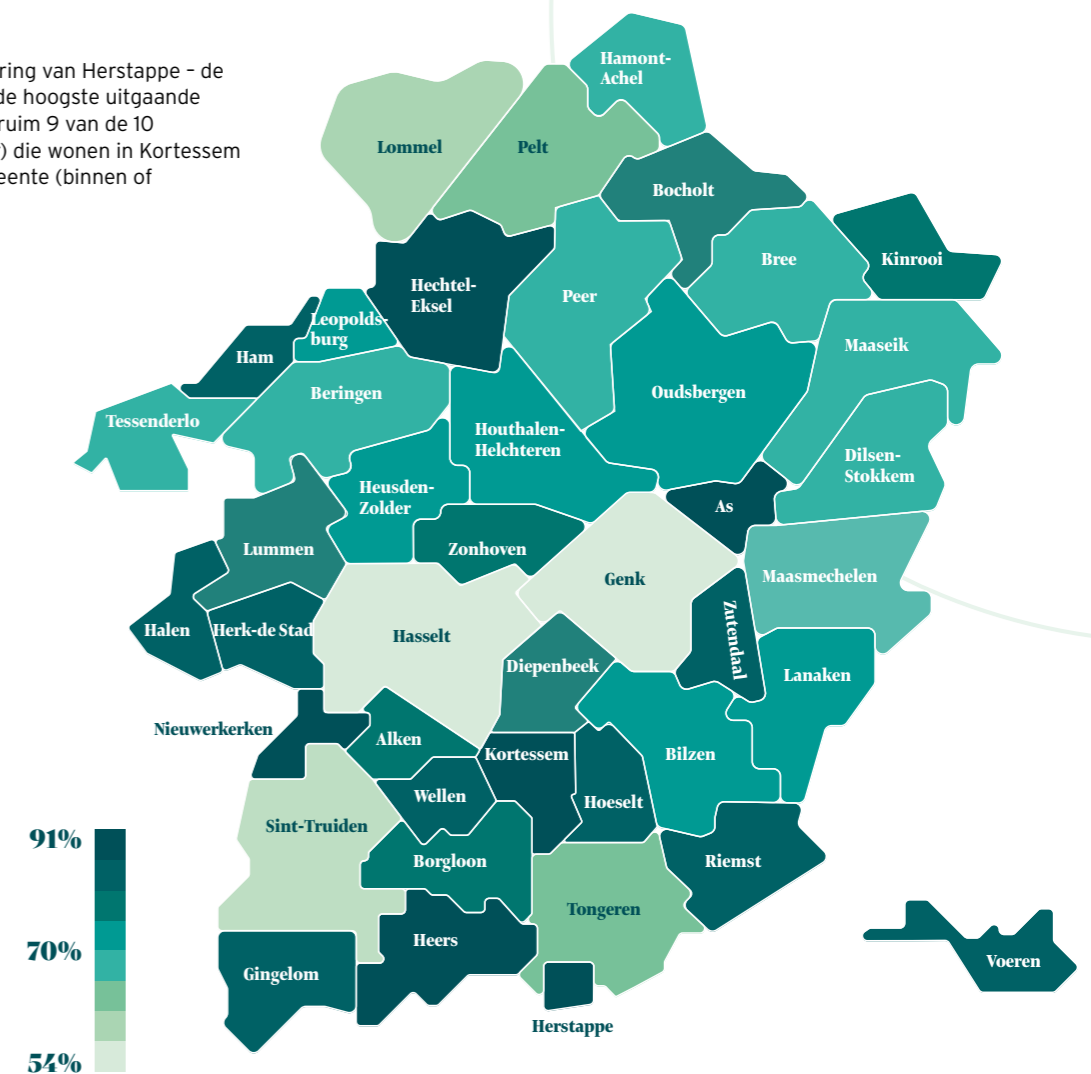 ring van Herstappe – de
de hoogste uitgaande
ruim 9 van de 10
) die wonen in Kortessem
eente (binnen of
Hamont-
Achel
Lommel
Pelt
Bocholt
Bree
Kinrooi
Hechtel-
Eksel
Peer
Leopolds-
burg
Ham
Maaseik
Beringen
Oudsbergen
Tessenderlo
Houthalen-
Helchteren
Dilsen-
Stokkem
Heusden-
Zolder
As
Lummen
Zonhoven
Genk
Maasmechelen
Halen
Herk-de Stad
Hasselt
Zutendaal
Diepenbeek
Lanaken
Nieuwerkerken
Alken
Kortessem
Bilzen
Wellen
Hoeselt
Sint-Truiden
Borgloon
Riemst
Tongeren
Heers
Gingelom
Voeren
Herstappe
91%
70%
54%